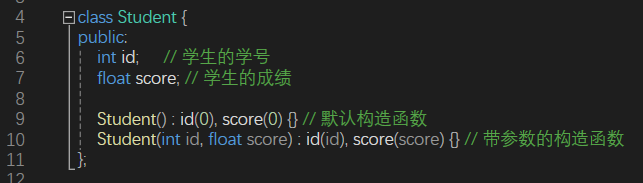 4 class Student {
5 public:
6 int id; // 学生的学号
7 float score; // 学生的成绩
8
9 Student() : id(0), score(0) {} // 默认构造函数
10 Student(int id, float score) : id(id), score(score) {} // 带参数的构造函数
11 };
12